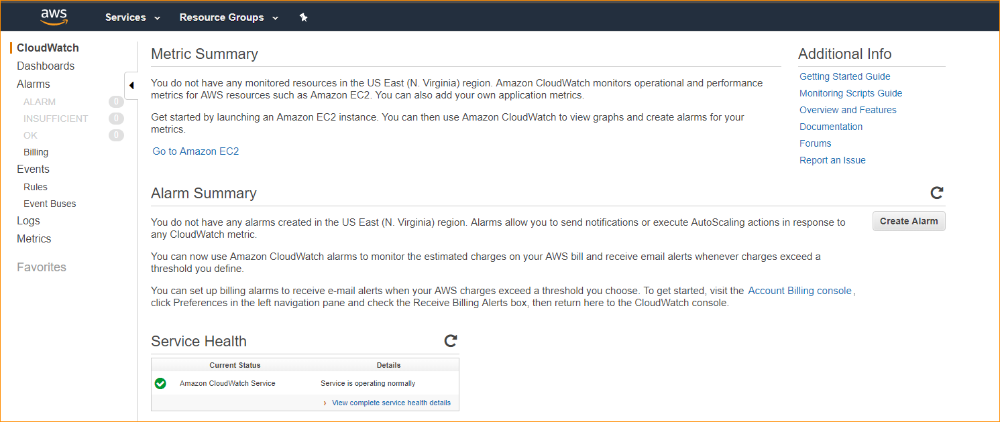 aws
Services
Resource Groups
CloudWatch
Dashboards
Alarms
ALARM 0
INSUFFICIENT 0
OK 0
Billing
Events
Rules
Event Buses
Logs
Metrics
Favorites
Metric Summary
You do not have any monitored resources in the US East (N. Virginia) region. Amazon CloudWatch monitors operational and performance
metrics for AWS resources such as Amazon EC2. You can also add your own application metrics.
Get started by launching an Amazon EC2 instance. You can then use Amazon CloudWatch to view graphs and create alarms for your
metrics.
Go to Amazon EC2
Additional Info
Getting Started Guide
Monitoring Scripts Guide
Overview and Features
Documentation
Forums
Report an Issue
Alarm Summary
You do not have any alarms created in the US East (N. Virginia) region. Alarms allow you to send notifications or execute AutoScaling actions in response to
any CloudWatch metric.
Create Alarm
You can now use Amazon CloudWatch alarms to monitor the estimated charges on your AWS bill and receive email alerts whenever charges exceed a
threshold you define.
You can set up billing alarms to receive e-mail alerts when your AWS charges exceed a threshold you choose. To get started, visit the Account Billing console,
click Preferences in the left navigation pane and check the Receive Billing Alerts box, then return here to the CloudWatch console.
Service Health
Current Status Details
Amazon CloudWatch Service Service is operating normally
› View complete service health details